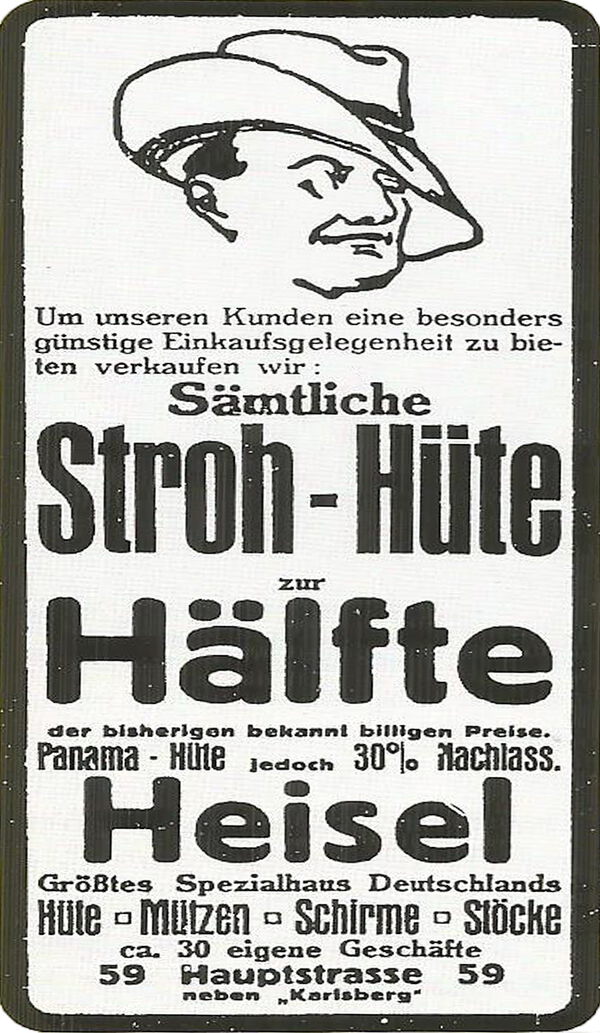 Um unseren Kunden eine besonders
günstige Einkaufsgelegenheit zu bie-
ten verkaufen wir:
Sämtliche
Stroh - Hüte
zur
Hälfte
der bisherigen bekannt billigen Preise.
Panama - Hüte jedoch 30% Nachlass.
Heisel
Größtes Spezialhaus Deutschlands
Hüte ▫ Mützen ▫ Schirme ▫ Stöcke
ca. 30 eigene Geschäfte
59 Hauptstrasse 59
neben „Karlsberg"